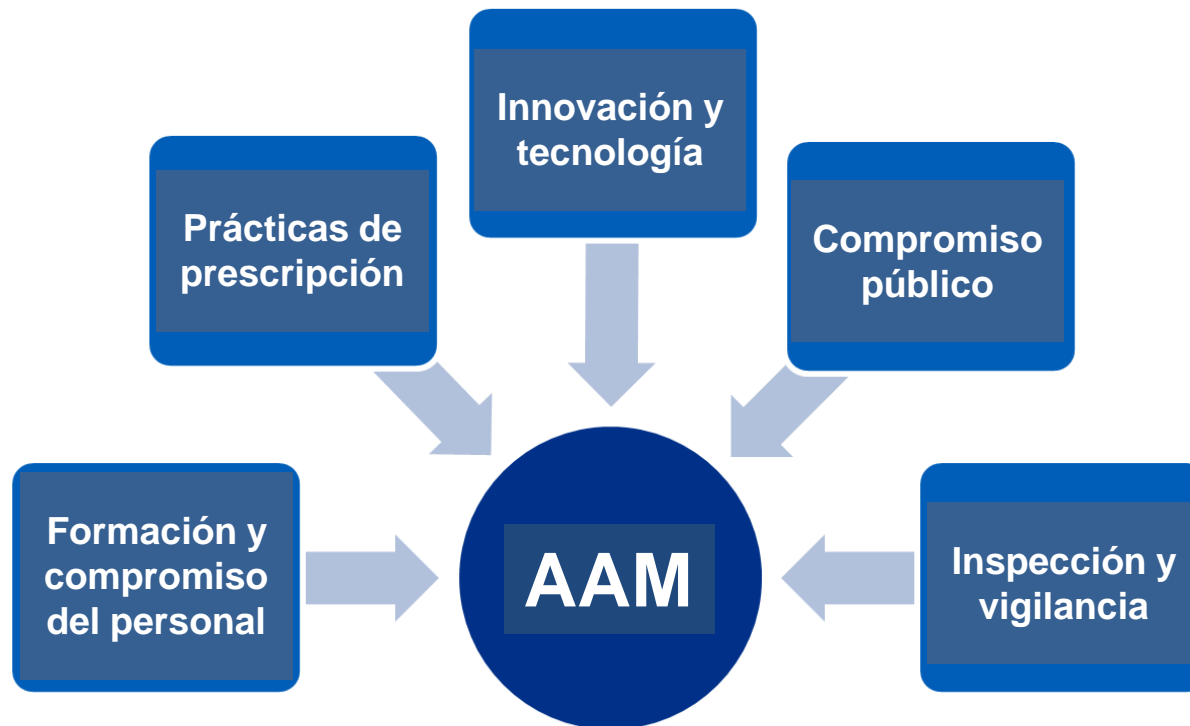 Innovación y
tecnología
Prácticas de
prescripción
Compromiso
público
Formación y
compromiso
del personal
AAM
Inspección y
vigilancia